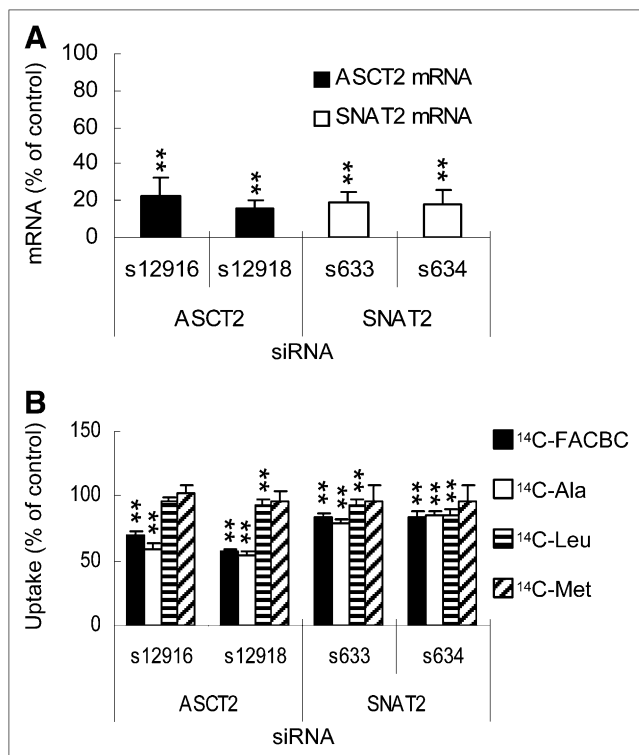 A
mRNA (% of control)
100
80
60
40
20
0
ASCT2 mRNA
SNAT2 mRNA
** ** ** **
s12916 s12918 s633 s634
ASCT2 SNAT2
siRNA
B
Uptake (% of control)
150
100
50
0
¹⁴C-FACBC
¹⁴C-Ala
¹⁴C-Leu
¹⁴C-Met
** ** ** ** ** ** ** ** ** ** **
s12916 s12918 s633 s634
ASCT2 SNAT2
siRNA